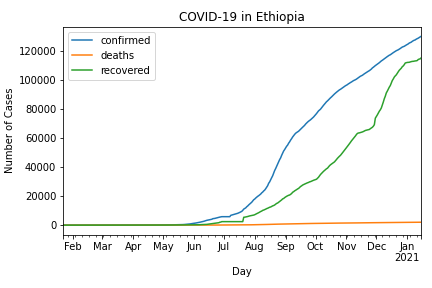 COVID-19 in Ethiopia
confirmed
deaths
recovered
Number of Cases
120000
100000
80000
60000
40000
20000
0
Feb Mar Apr May Jun Jul Aug Sep Oct Nov Dec Jan
2021
Day